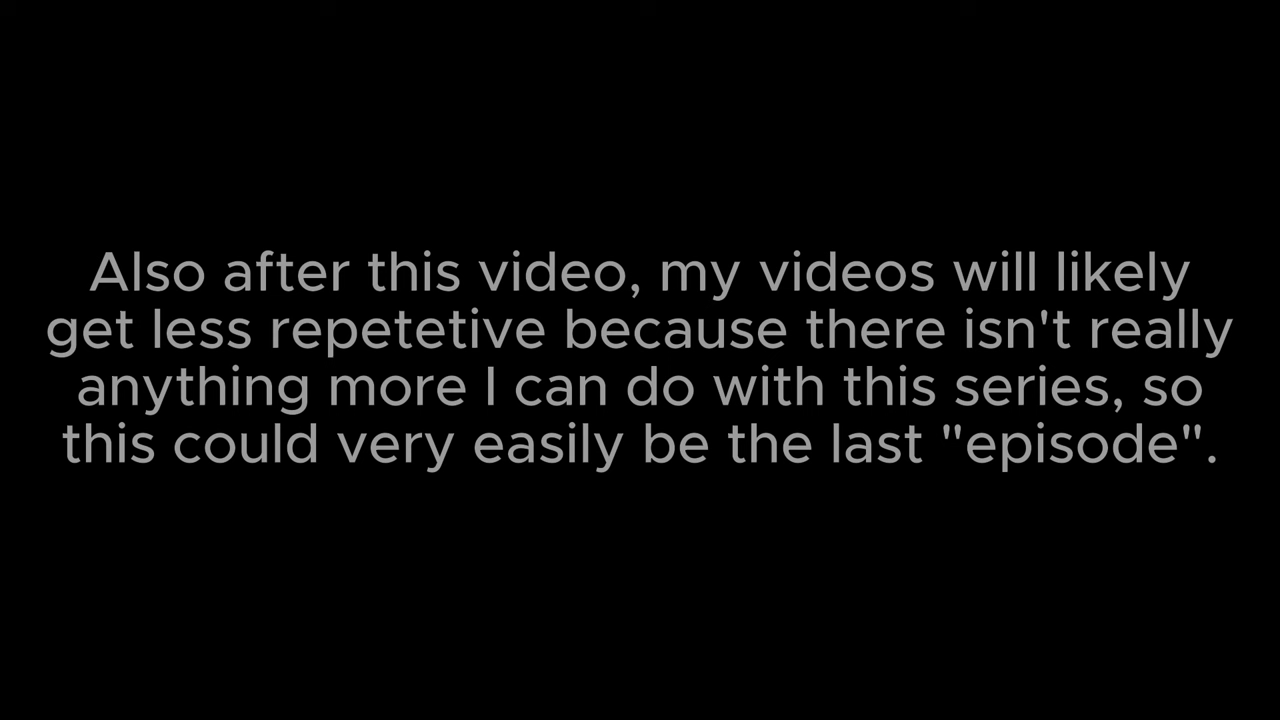 Also after this video, my videos will likely
get less repetetive because there isn't really
anything more I can do with this series, so
this could very easily be the last "episode".